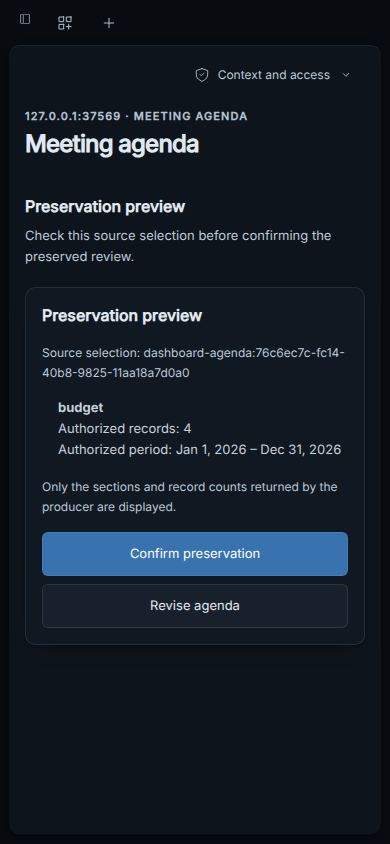 Context and access
127.0.0.1:37569 · MEETING AGENDA
Meeting agenda
Preservation preview
Check this source selection before confirming the
preserved review.
Preservation preview
Source selection: dashboard-agenda:76c6ec7c-fc14-
40b8-9825-11aa18a7d0a0
budget
Authorized records: 4
Authorized period: Jan 1, 2026 – Dec 31, 2026
Only the sections and record counts returned by the
producer are displayed.
Confirm preservation
Revise agenda